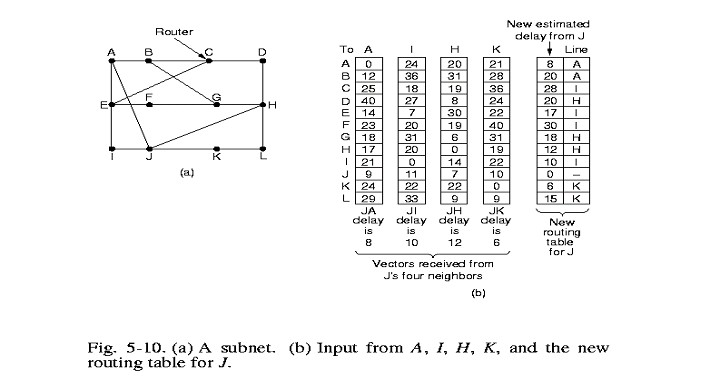 Router
A B C D
E F G H
I J K L
(a)
New estimated
delay from J
To A I H K Line
A 0 24 20 21 8 A
B 12 36 31 28 20 A
C 25 18 19 36 28 I
D 40 27 8 24 20 H
E 14 7 30 22 17 I
F 23 20 19 40 30 I
G 18 31 6 31 18 H
H 17 20 0 19 12 H
I 21 0 14 22 10 I
J 9 11 7 10 0 –
K 24 22 22 0 6 K
L 29 33 9 9 15 K
JA JI JH JK
delay delay delay delay
is is is is
8 10 12 6
New
routing
table
for J
Vectors received from
J's four neighbors
(b)
Fig. 5-10. (a) A subnet. (b) Input from A, I, H, K, and the new
routing table for J.